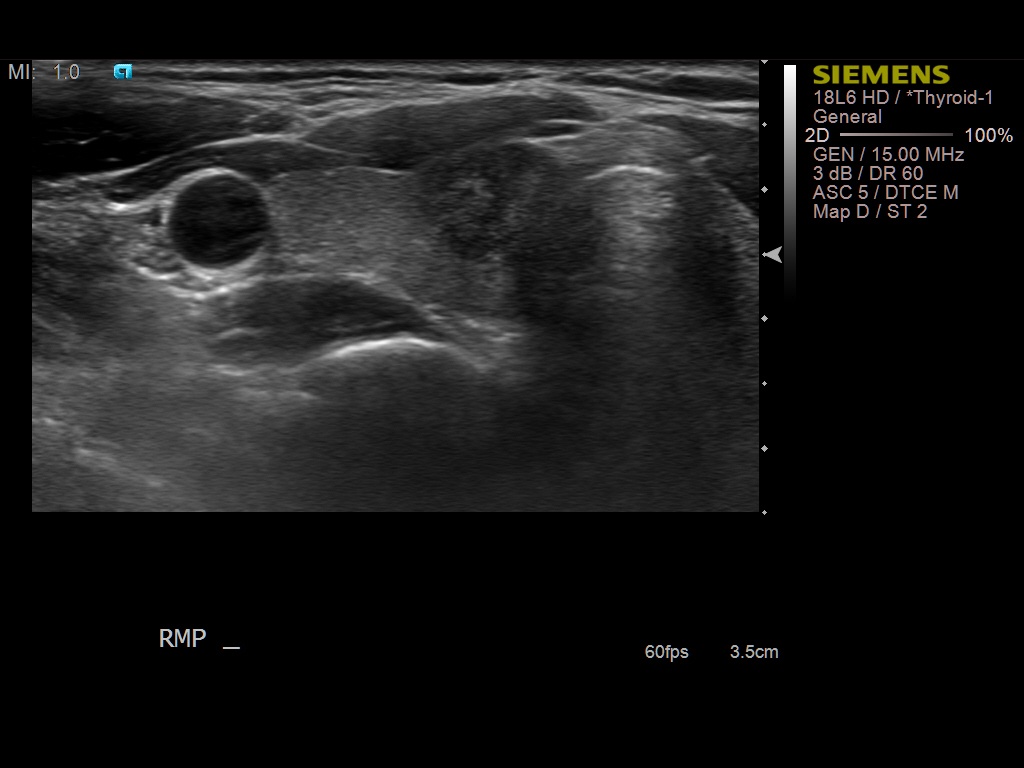 MI: 1.0
SIEMENS
18L6 HD / *Thyroid-1
General
2D 100%
GEN / 15.00 MHz
3 dB / DR 60
ASC 5 / DTCE M
Map D / ST 2
RMP _
60fps 3.5cm